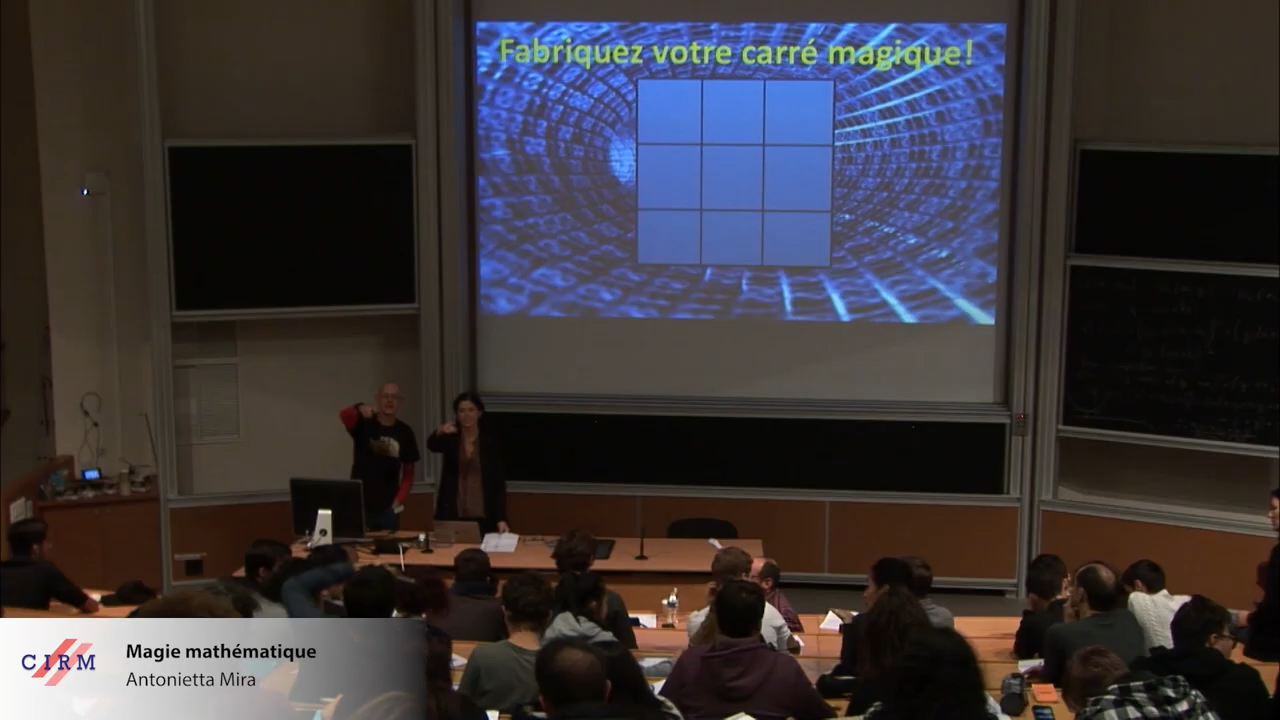 Fabriquez votre carré magique!
CIRM
Magie mathématique
Antonietta Mira